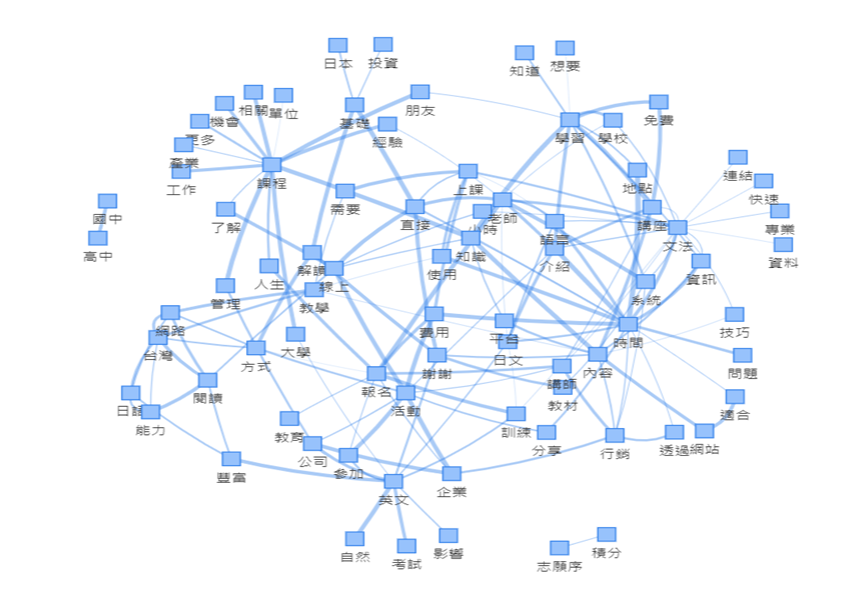 日本
投資
知道
想要
相關
單位
機會
朋友
免費
更多
基礎
經驗
學習
學校
產業
連結
工作
課程
上課
地點
快速
需要
老師
國中
了解
直接
小時
語言
講座
文法
專業
高中
知識
介紹
資料
解讀
使用
資訊
人生
線上
管理
教學
系統
網路
費用
平台
時間
技巧
台灣
大學
方式
謝謝
日文
內容
問題
報名
講師
日語
閱讀
活動
教材
適合
能力
教育
訓練
公司
分享
行銷
透過
網站
豐富
參加
企業
英文
自然
考試
影響
志願序
積分